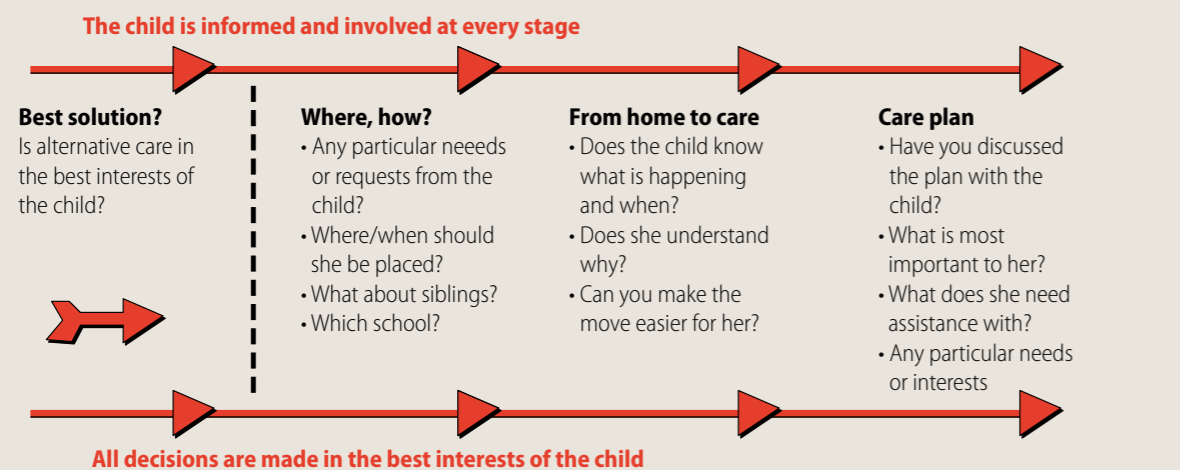 The child is informed and involved at every stage
Best solution?
Is alternative care in
the best interests of
the child?
Where, how?
• Any particular neeeds
or requests from the
child?
• Where/when should
she be placed?
• What about siblings?
• Which school?
From home to care
• Does the child know
what is happening
and when?
• Does she understand
why?
• Can you make the
move easier for her?
Care plan
• Have you discussed
the plan with the
child?
• What is most
important to her?
• What does she need
assistance with?
• Any particular needs
or interests
All decisions are made in the best interests of the child